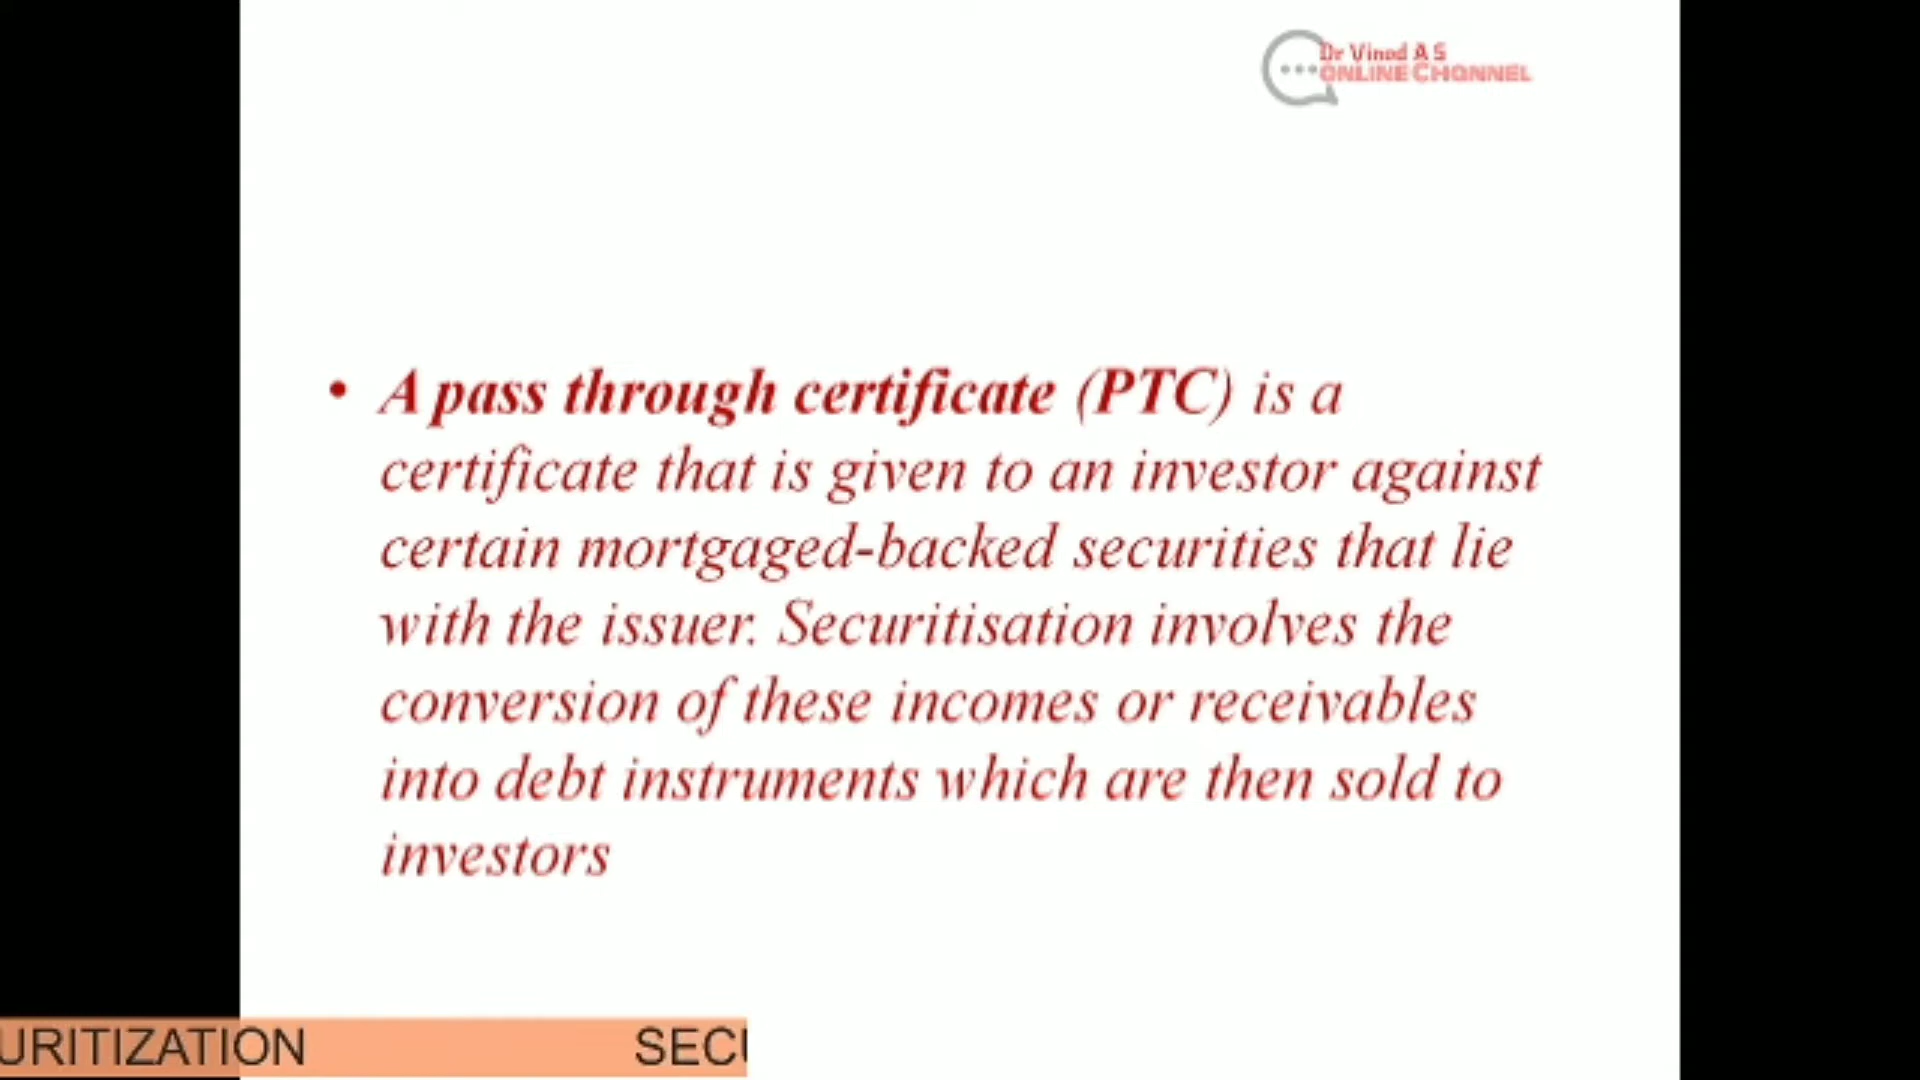 Dr Vinod A S
ONLINE CHANNEL
• A pass through certificate (PTC) is a
certificate that is given to an investor against
certain mortgaged-backed securities that lie
with the issuer. Securitisation involves the
conversion of these incomes or receivables
into debt instruments which are then sold to
investors
URITIZATION SECU